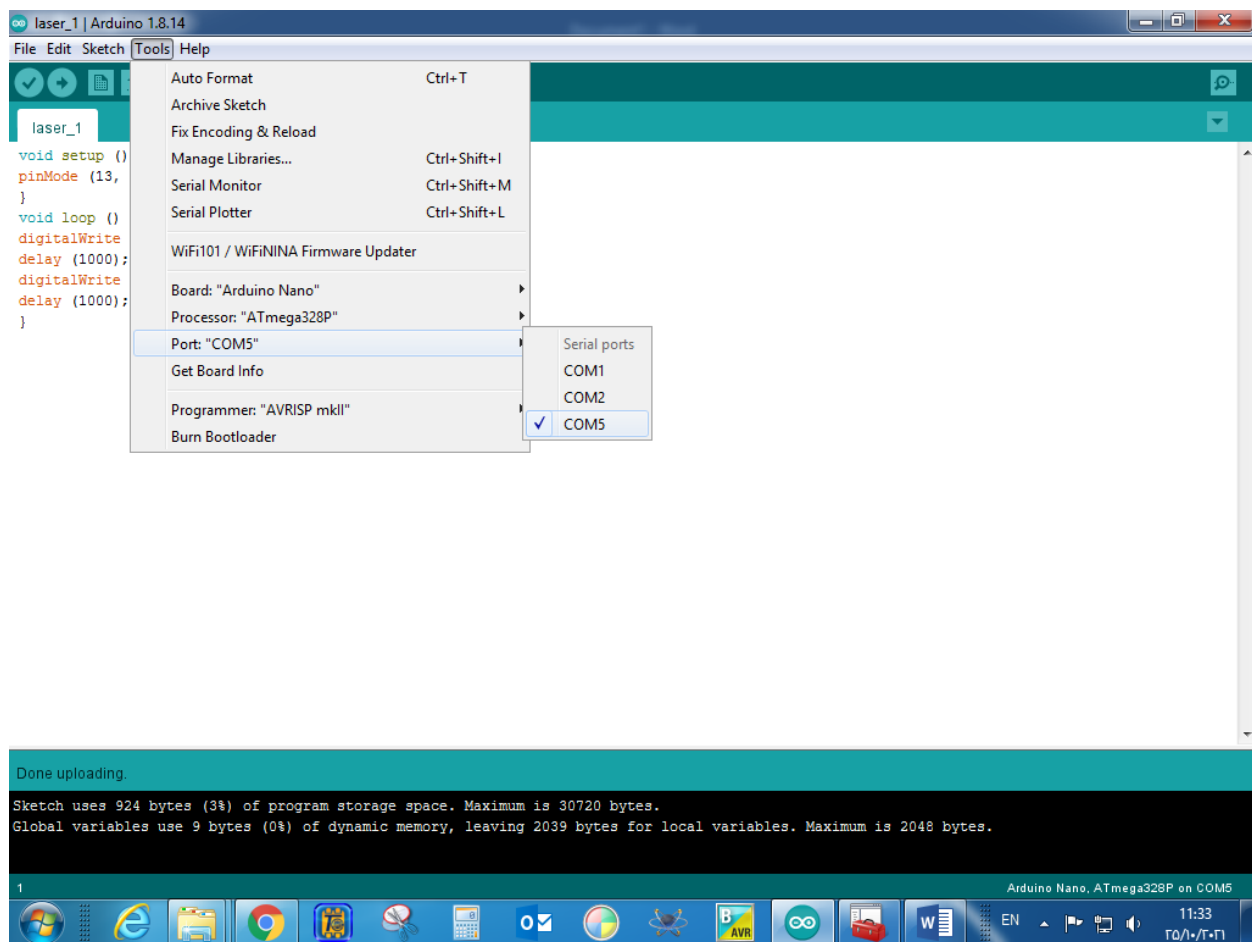 laser_1 | Arduino 1.8.14
File Edit Sketch Tools Help
laser_1
void setup ()
pinMode (13,
}
void loop ()
digitalWrite
delay (1000);
digitalWrite
delay (1000);
}
Auto Format Ctrl+T
Archive Sketch
Fix Encoding & Reload
Manage Libraries... Ctrl+Shift+I
Serial Monitor Ctrl+Shift+M
Serial Plotter Ctrl+Shift+L
WiFi101 / WiFiNINA Firmware Updater
Board: "Arduino Nano"
Processor: "ATmega328P"
Port: "COM5"
Get Board Info
Programmer: "AVRISP mkII"
Burn Bootloader
Serial ports
COM1
COM2
COM5
Done uploading.
Sketch uses 924 bytes (3%) of program storage space. Maximum is 30720 bytes.
Global variables use 9 bytes (0%) of dynamic memory, leaving 2039 bytes for local variables. Maximum is 2048 bytes.
1 Arduino Nano, ATmega328P on COM5
B AVR
W
EN
11:33
٢٥/١٠/٢٠٢١